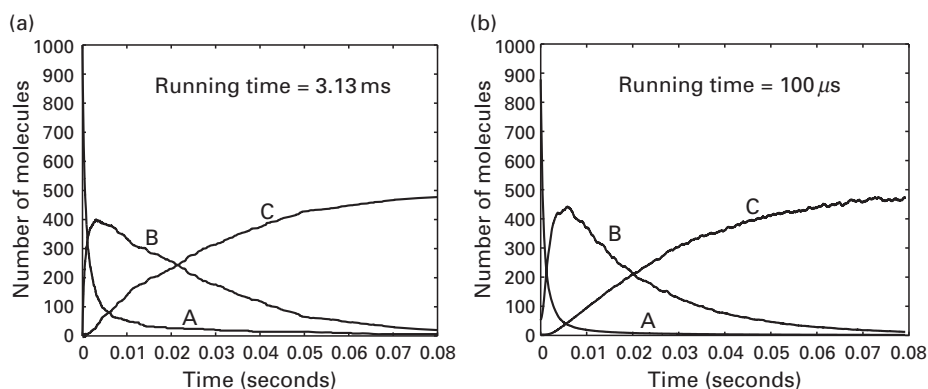 (a)
1000
900
800
700
600
500
400
300
200
100
0
Number of molecules
Running time = 3.13 ms
A
B
C
0 0.01 0.02 0.03 0.04 0.05 0.06 0.07 0.08
Time (seconds)
(b)
1000
900
800
700
600
500
400
300
200
100
0
Number of molecules
Running time = 100 μs
A
B
C
0 0.01 0.02 0.03 0.04 0.05 0.06 0.07 0.08
Time (seconds)